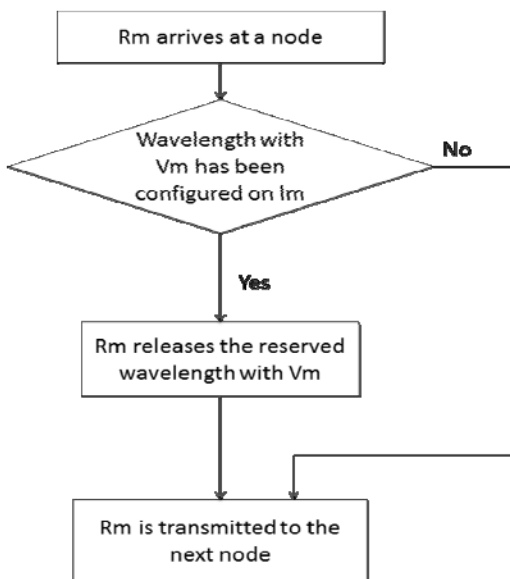 Rm arrives at a node
Wavelength with
Vm has been
configured on lm
No
Yes
Rm releases the reserved
wavelength with Vm
Rm is transmitted to the
next node